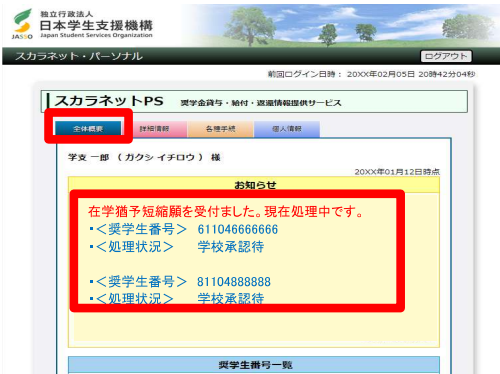 独立行政法人
日本学生支援機構
JASSO Japan Student Services Organization
スカラネット・パーソナル
ログアウト
前回ログイン日時： 20XX年02月05日 20時42分04秒
スカラネットPS 奨学金貸与・給付・返還情報提供サービス
全体概要 詳細情報 各種手続 個人情報
学支 一郎 （ カクシ イチロウ ） 様
20XX年01月12日時点
お知らせ
在学猶予短縮願を受付ました。現在処理中です。
・＜奨学生番号＞ 611046666666
・＜処理状況＞ 学校承認待
・＜奨学生番号＞ 81104888888
・＜処理状況＞ 学校承認待
奨学生番号一覧